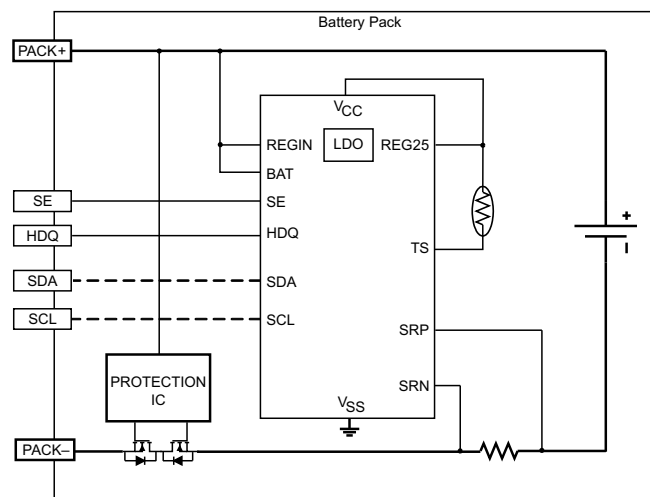 Battery Pack
PACK+
VCC
REGIN
LDO
REG25
BAT
SE
SE
HDQ
HDQ
TS
+
SDA
SDA
SCL
SCL
SRP
PROTECTION
IC
SRN
VSS
PACK–